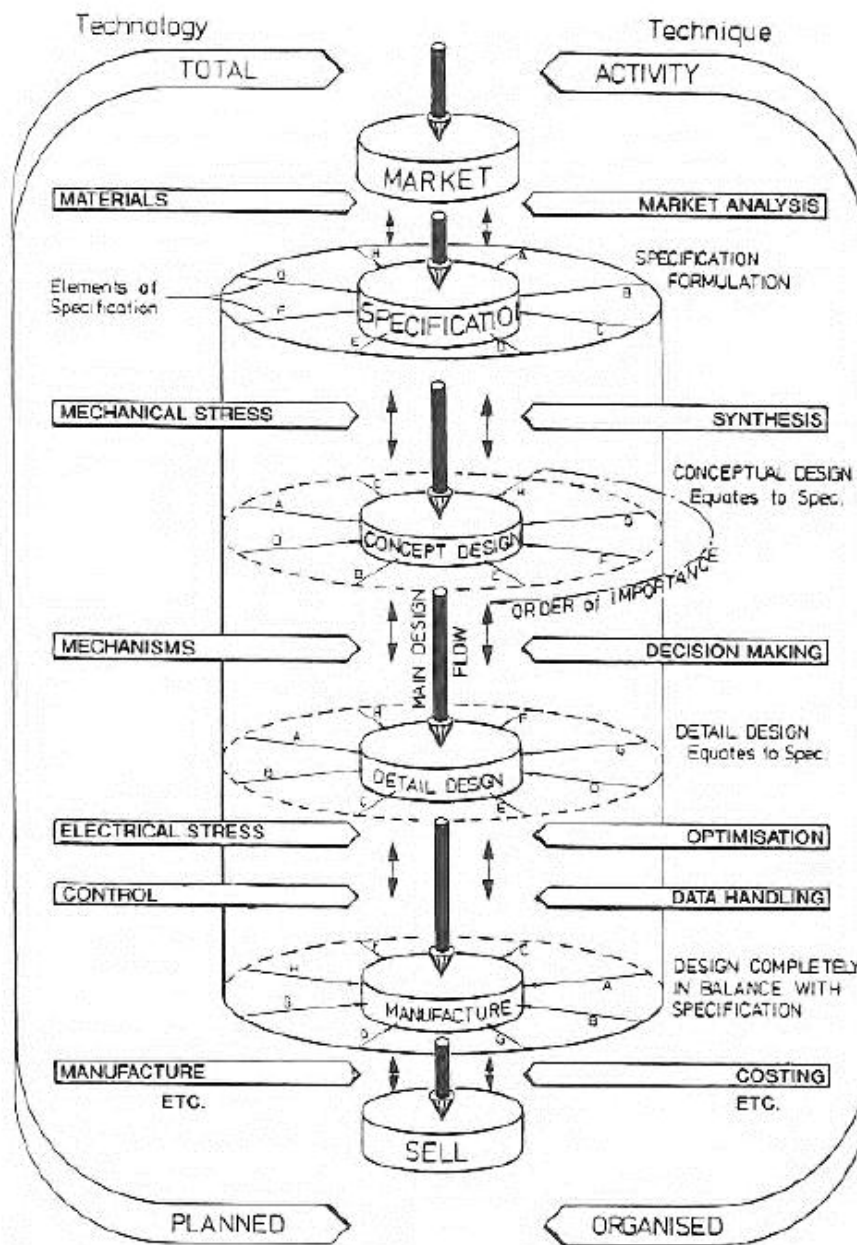 Technology
Technique
TOTAL
ACTIVITY
MARKET
MATERIALS
MARKET ANALYSIS
SPECIFICATION
FORMULATION
Elements of
Specification
H
A
G
B
F
C
E
D
SPECIFICATIO
MECHANICAL STRESS
SYNTHESIS
CONCEPTUAL DESIGN
Equates to Spec.
H
A
D
B
CONCEPT DESIGN
ORDER of IMPORTANCE
MAIN DESIGN
FLOW
MECHANISMS
DECISION MAKING
DETAIL DESIGN
Equates to Spec.
F
A
G
D
E
DETAIL DESIGN
ELECTRICAL STRESS
OPTIMISATION
CONTROL
DATA HANDLING
DESIGN COMPLETELY
IN BALANCE WITH
SPECIFICATION
H
A
B
D
G
MANUFACTURE
MANUFACTURE
COSTING
ETC.
ETC.
SELL
PLANNED
ORGANISED